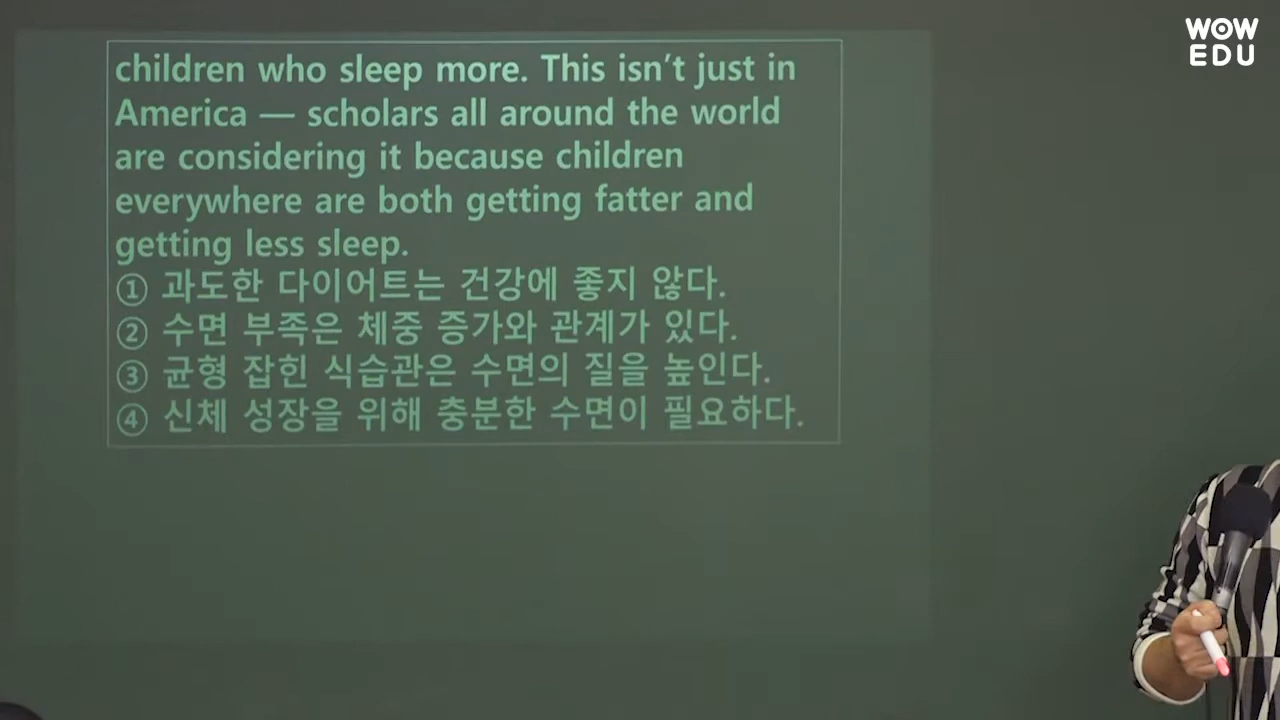 WOW
EDU
children who sleep more. This isn't just in
America — scholars all around the world
are considering it because children
everywhere are both getting fatter and
getting less sleep.
① 과도한 다이어트는 건강에 좋지 않다.
② 수면 부족은 체중 증가와 관계가 있다.
③ 균형 잡힌 식습관은 수면의 질을 높인다.
④ 신체 성장을 위해 충분한 수면이 필요하다.